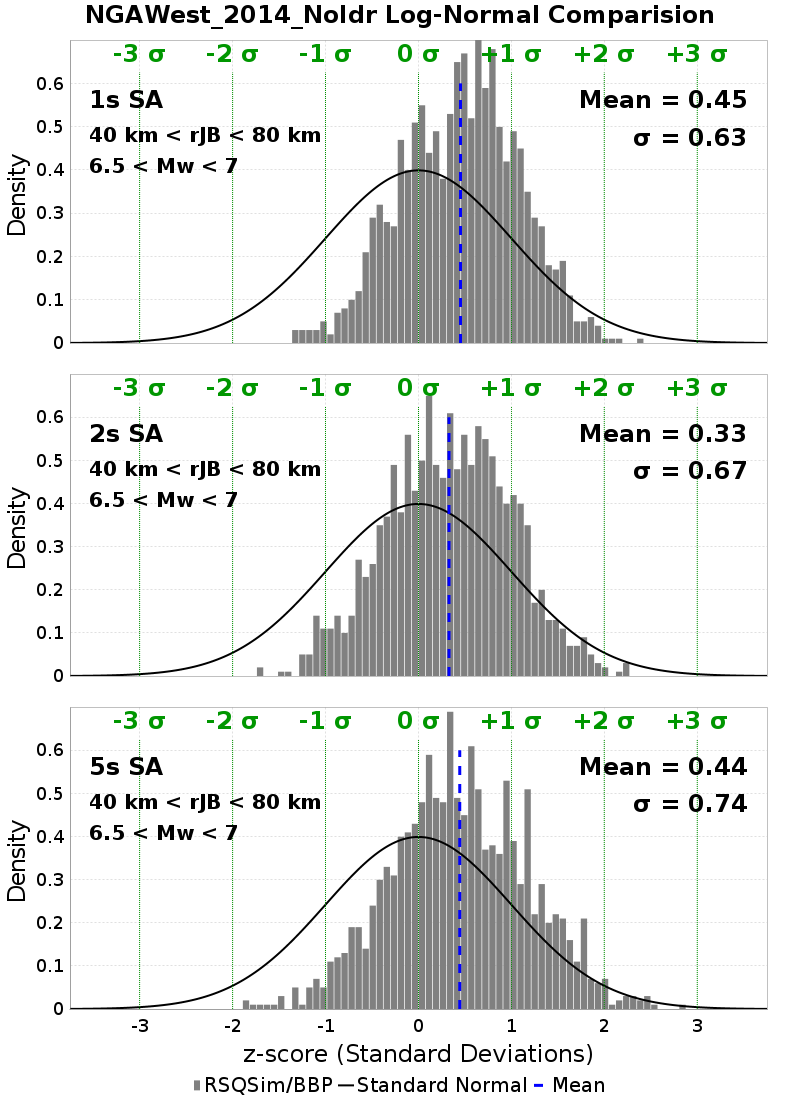 NGAWest_2014_NoIdr Log-Normal Comparision
-3 σ -2 σ -1 σ 0 σ +1 σ +2 σ +3 σ
1s SA
Mean = 0.45
40 km < rJB < 80 km
σ = 0.63
6.5 < Mw < 7
0.6
0.5
0.4
0.3
0.2
0.1
0
Density
-3 σ -2 σ -1 σ 0 σ +1 σ +2 σ +3 σ
2s SA
Mean = 0.33
40 km < rJB < 80 km
σ = 0.67
6.5 < Mw < 7
0.6
0.5
0.4
0.3
0.2
0.1
0
Density
-3 σ -2 σ -1 σ 0 σ +1 σ +2 σ +3 σ
5s SA
Mean = 0.44
40 km < rJB < 80 km
σ = 0.74
6.5 < Mw < 7
0.6
0.5
0.4
0.3
0.2
0.1
0
Density
-3 -2 -1 0 1 2 3
z-score (Standard Deviations)
RSQSim/BBP Standard Normal Mean